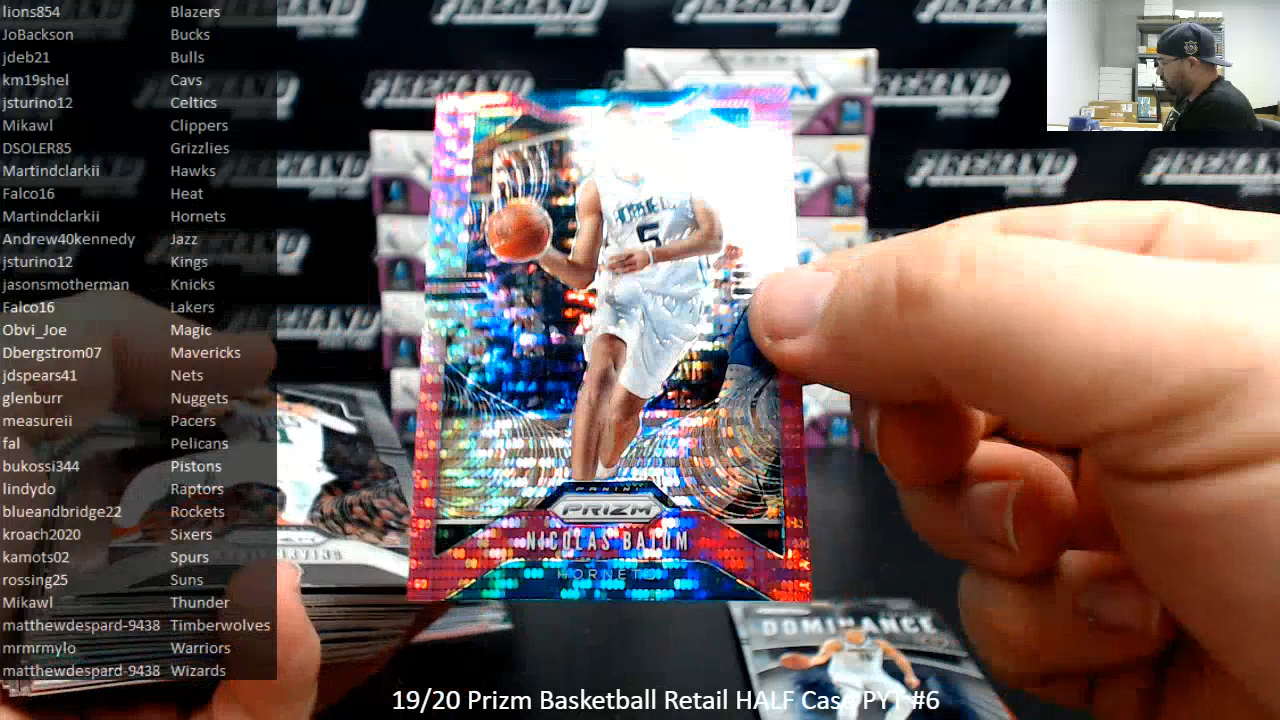 lions854 Blazers
JoBackson Bucks
jdeb21 Bulls
km19shel Cavs
jsturino12 Celtics
Mikawl Clippers
DSOLER85 Grizzlies
Martindclarkii Hawks
Falco16 Heat
Martindclarkii Hornets
Andrew40kennedy Jazz
jsturino12 Kings
jasonsmotherman Knicks
Falco16 Lakers
Obvi_Joe Magic
Dbergstrom07 Mavericks
jdspears41 Nets
glenburr Nuggets
measureii Pacers
fal Pelicans
bukossi344 Pistons
lindydo Raptors
blueandbridge22 Rockets
kroach2020 Sixers
kamots02 Spurs
rossing25 Suns
Mikawl Thunder
matthewdespard-9438 Timberwolves
mrmrmylo Warriors
matthewdespard-9438 Wizards
HORNETS
5
PANINI
PRIZM
NICOLAS BATUM
HORNETS
DOMINANCE
19/20 Prizm Basketball Retail HALF Case PYT #6